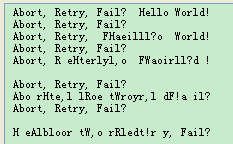 Abort, Retry, Fail?  Hello World!
Abort, Retry, Fail?
Abort, Retry,  FHaeilll?o  World!
Abort, Retry, Fail?
Abort, R eHterlyl,o  FWaoirll?d !

Abort, Retry, Fail?
Abo rHte,l lRoe tWroyr,l dF!a il?
Abort, Retry, Fail?

H eAlbloor tW,o rRledt!r y, Fail?